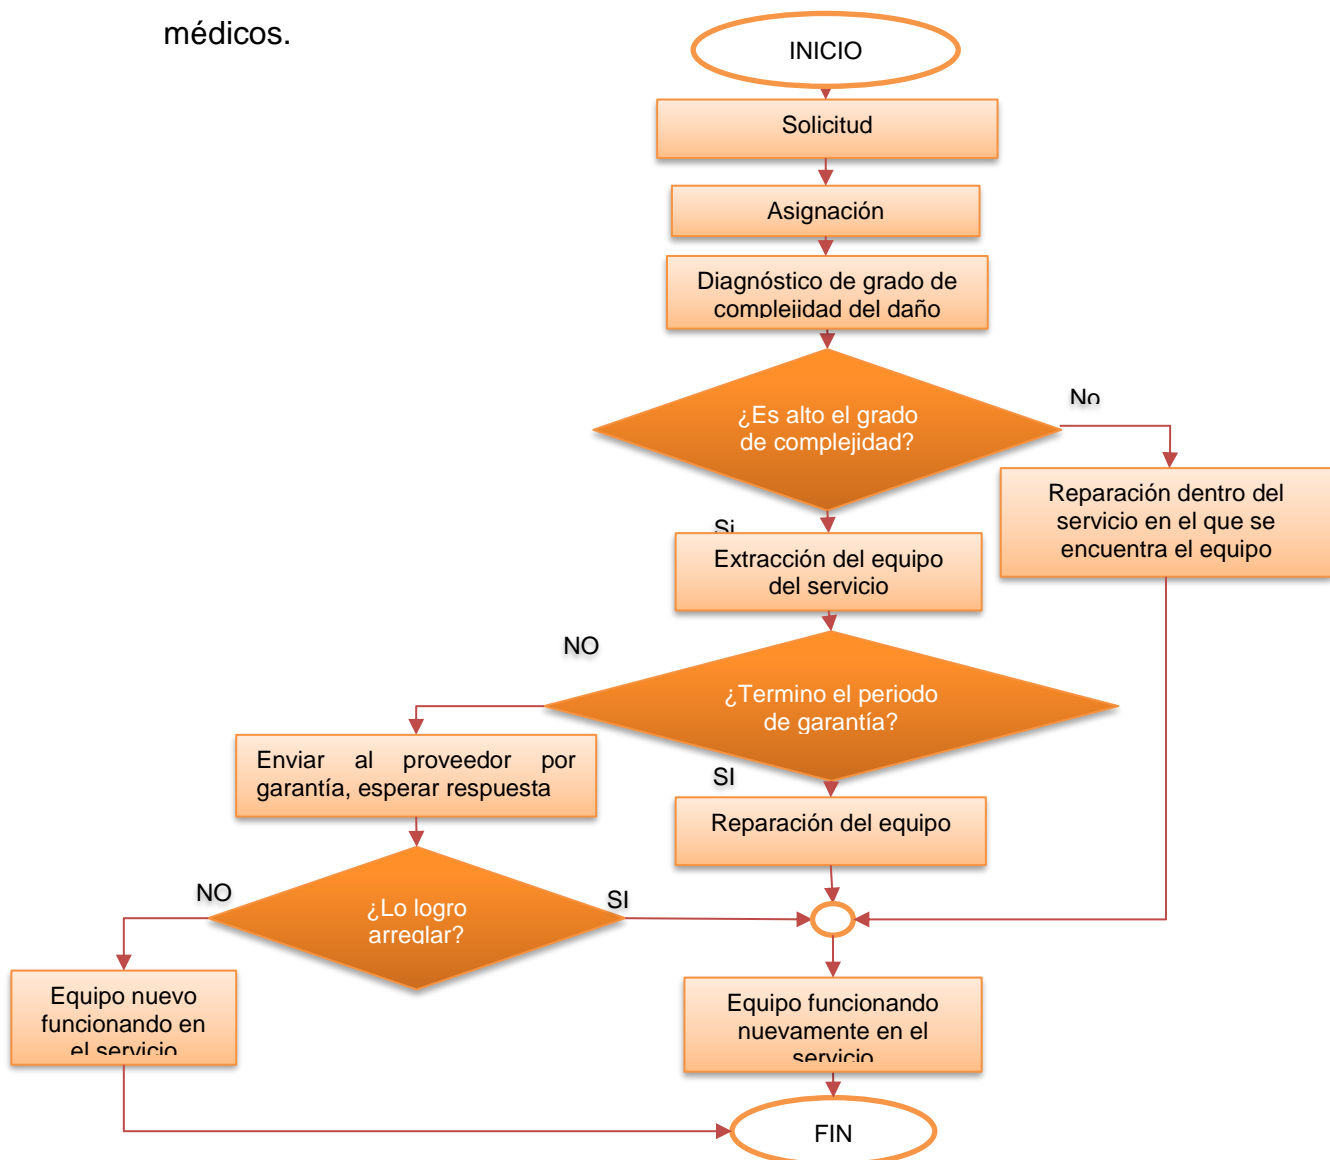 médicos.
INICIO
Solicitud
Asignación
Diagnóstico de grado de
complejidad del daño
¿Es alto el grado
de complejidad?
No
Reparación dentro del
servicio en el que se
encuentra el equipo
Si
Extracción del equipo
del servicio
NO
¿Termino el periodo
de garantía?
SI
Enviar al proveedor por
garantía, esperar respuesta
Reparación del equipo
NO
¿Lo logro
arreglar?
SI
Equipo nuevo
funcionando en
el servicio
Equipo funcionando
nuevamente en el
servicio
FIN